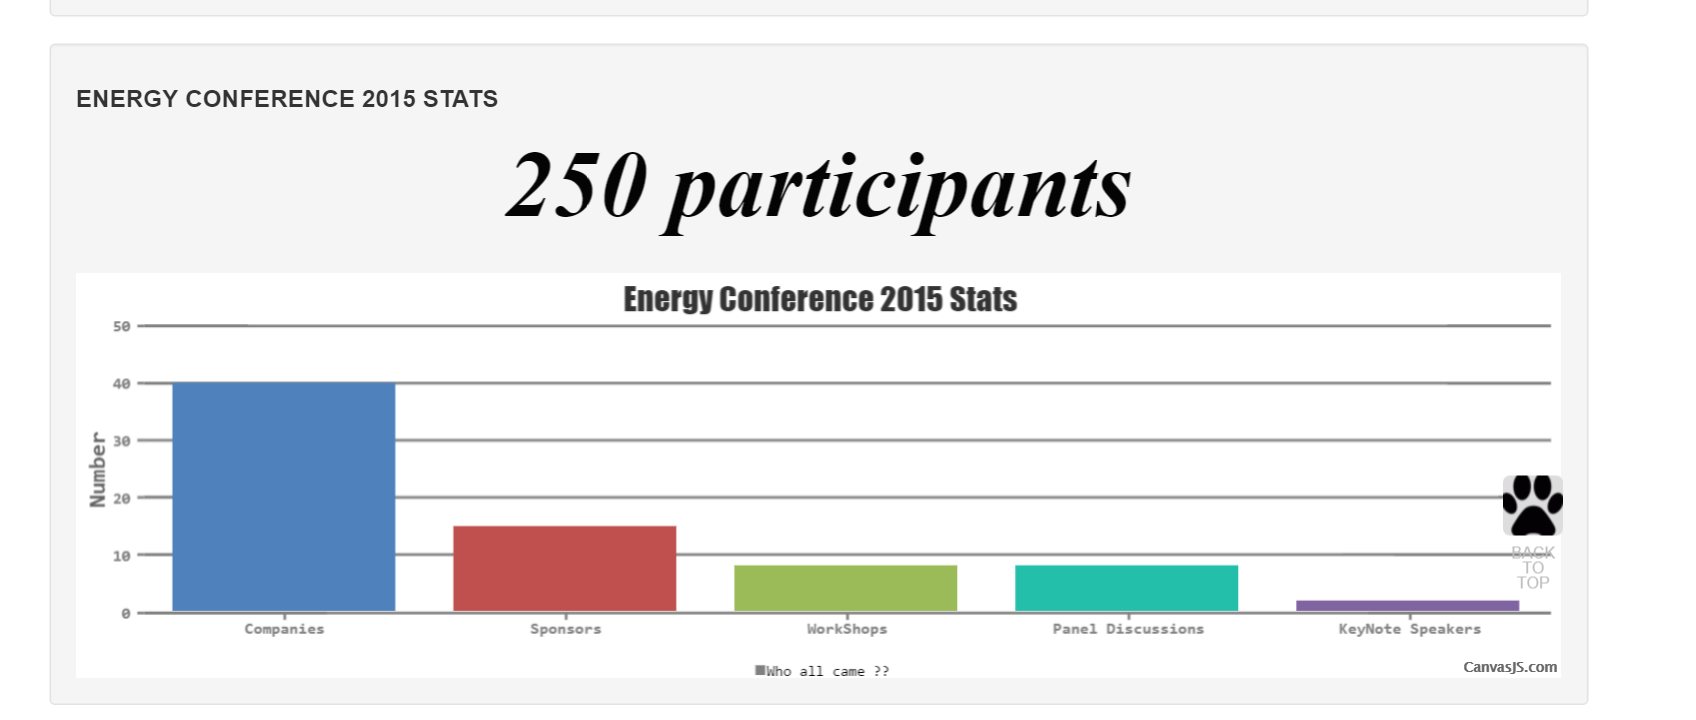 ENERGY CONFERENCE 2015 STATS
250 participants
Energy Conference 2015 Stats
50
40
30
20
10
0
Number
Companies Sponsors WorkShops Panel Discussions KeyNote Speakers
Who all came ??
CanvasJS.com
BACK
TO
TOP